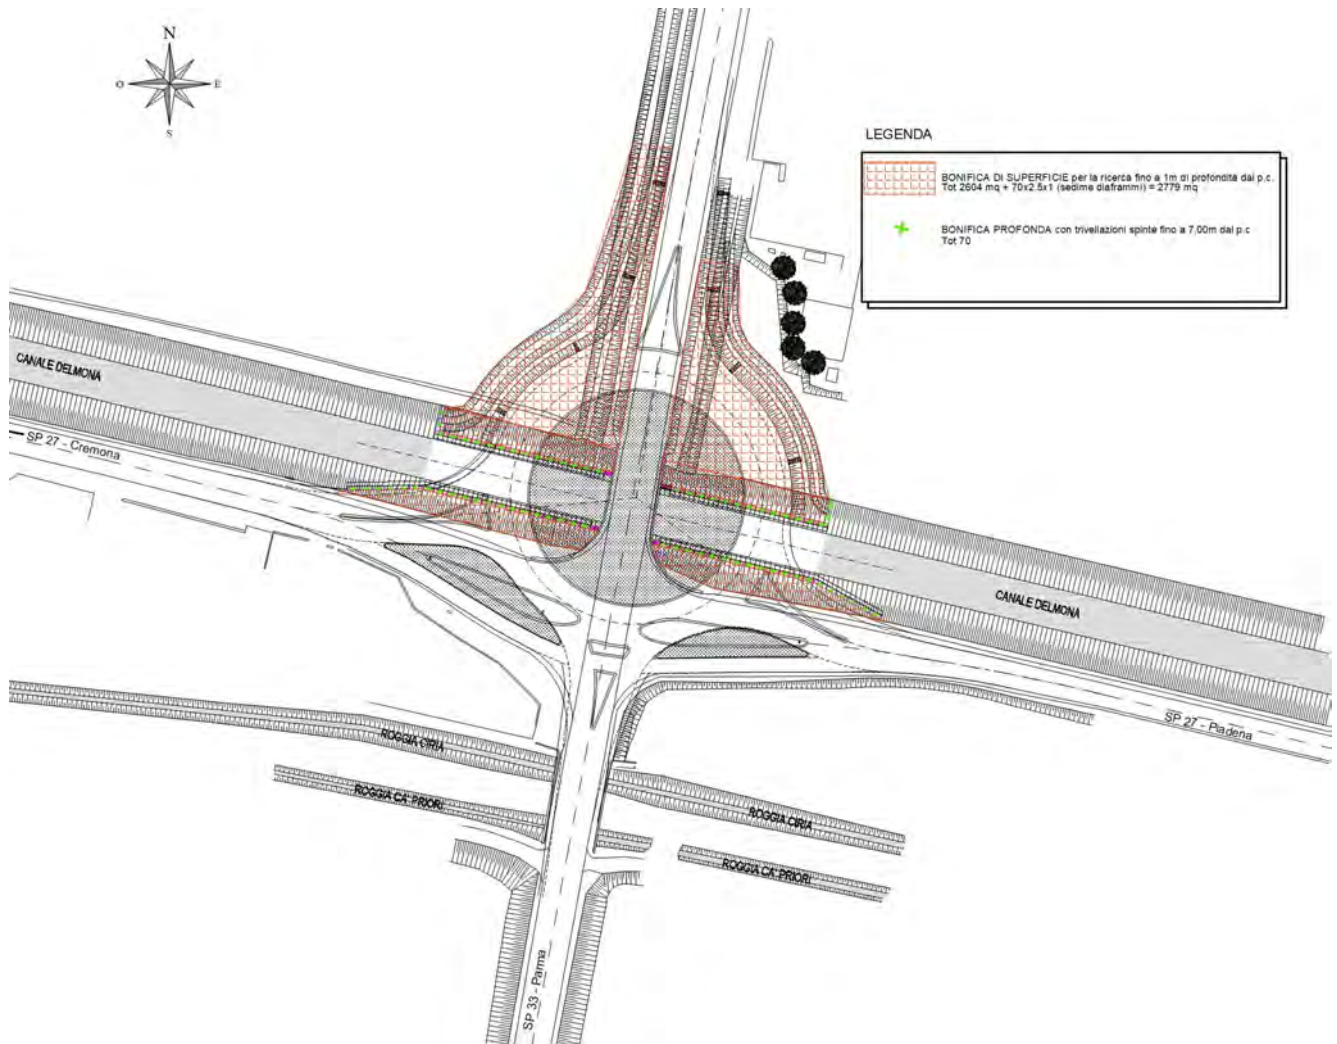 N
O
E
S
LEGENDA
BONIFICA DI SUPERFICIE per la ricerca fino a 1m di profondità dal p.c.
Tot 2604 mq + 70x2.5x1 (sedime diaframmi) = 2779 mq
BONIFICA PROFONDA con trivellazioni spinte fino a 7,00m dal p.c
Tot 70
CANALE DELMONA
SP 27 - Cremona
CANALE DELMONA
SP 27 - Piadena
ROGGIA CIRIA
ROGGIA CA' PRIORI
ROGGIA CIRIA
ROGGIA CA' PRIORI
SP 33 - Parma